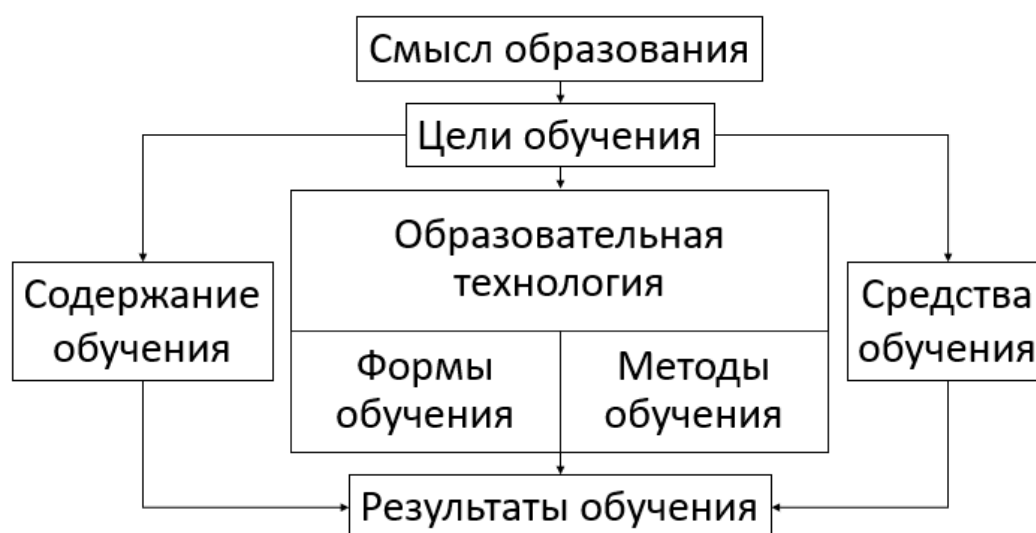 Смысл образования
Цели обучения
Образовательная
технология
Содержание
обучения
Средства
обучения
Формы
обучения
Методы
обучения
Результаты обучения